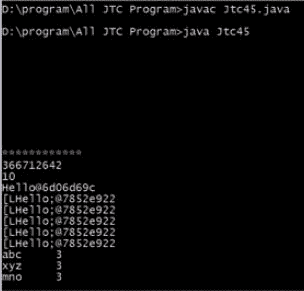 D:\program\All JTC Program>javac Jtc45.java
D:\program\All JTC Program>java Jtc45
************
366712642
10
Hello@6d06d69c
[LHello;@7852e922
[LHello;@7852e922
[LHello;@7852e922
[LHello;@7852e922
[LHello;@7852e922
abc 3
xyz 3
mno 3